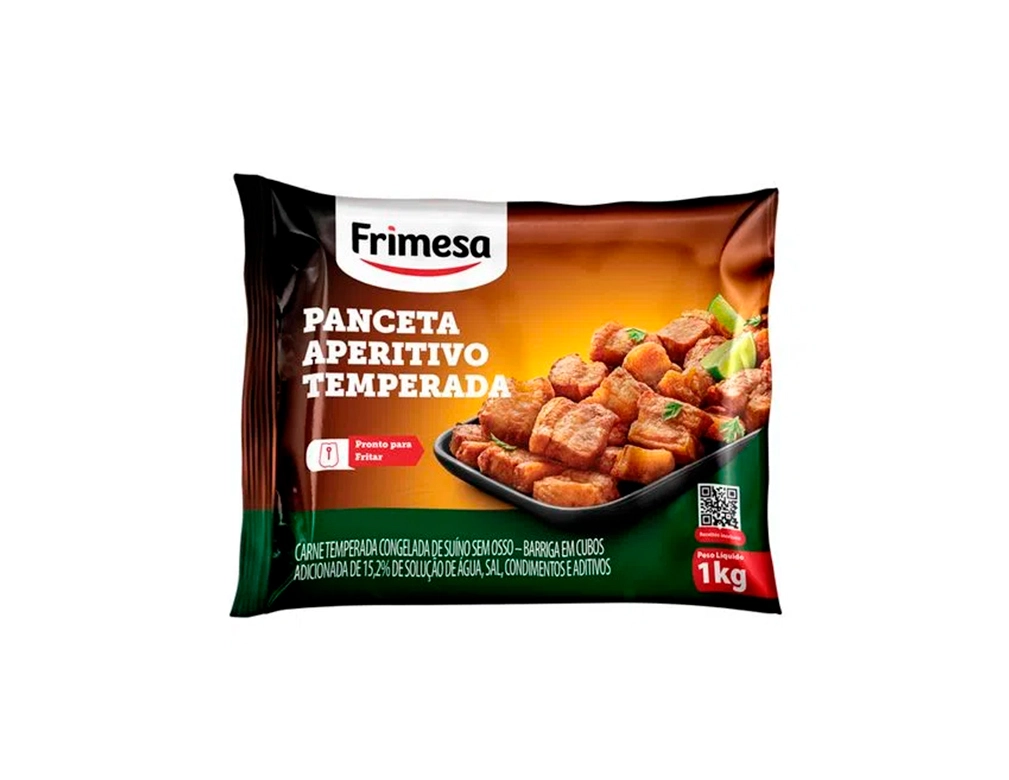 Frimesa
PANCETA
APERITIVO
TEMPERADA
Pronto para
Fritar
CARNE TEMPERADA CONGELADA DE SUÍNO SEM OSSO – BARRIGA EM CUBOS
ADICIONADA DE 15,2% DE SOLUÇÃO DE ÁGUA, SAL, CONDIMENTOS E ADITIVOS
Peso Líquido
1kg